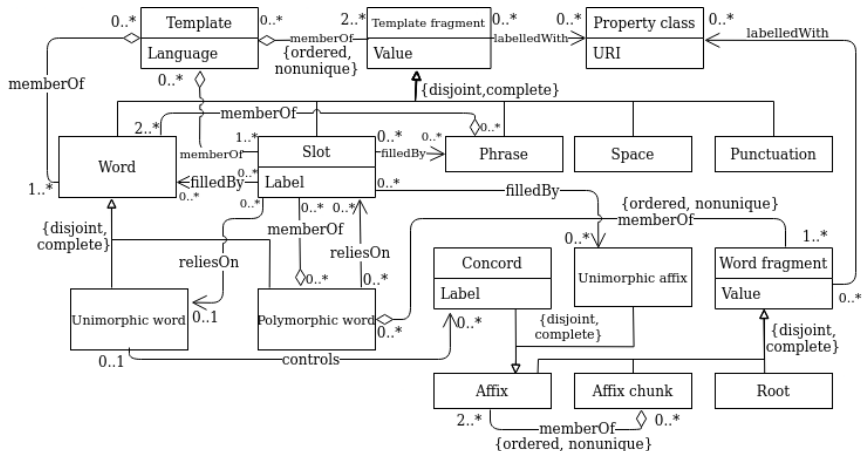 0..*
Template
Language
0..*
memberOf
{ordered,
nonunique}
2..*
Template fragment
Value
0..*
labelledWith
0..*
Property class
URI
0..*
labelledWith
memberOf
0..*
{disjoint,complete}
memberOf
2..*
0..*
Word
1..*
memberOf
1..*
Slot
Label
0..*
filledBy
0..*
Phrase
Space
Punctuation
filledBy
0..*
0..*
0..*
filledBy
{disjoint,
complete}
0..*
0..*
0..*
memberOf
{ordered, nonunique}
memberOf
reliesOn
reliesOn
0..*
1..*
Concord
Label
Unimorphic affix
Word fragment
Value
0..*
0..*
0..*
Unimorphic word
0..1
Polymorphic word
0..*
0..*
{disjoint,
complete}
{disjoint,
complete}
0..1
controls
Affix
Affix chunk
Root
2..*
memberOf
{ordered, nonunique}
0..*